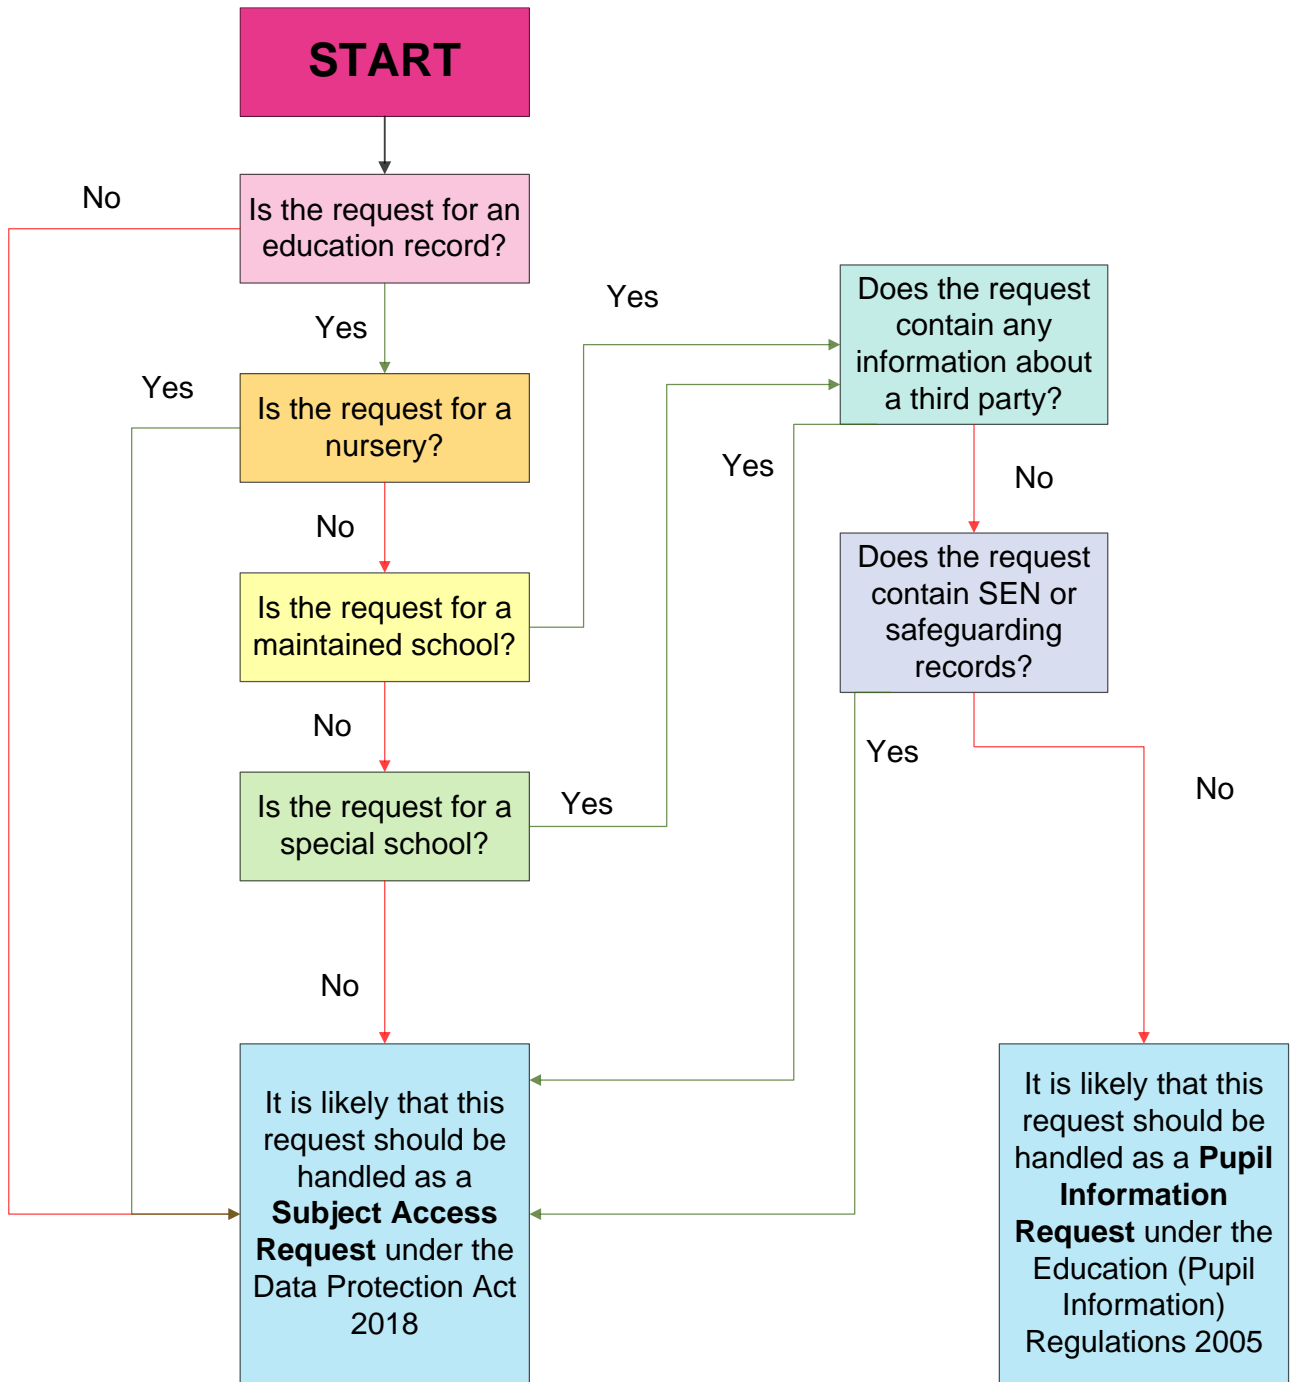 START
No
Is the request for an
education record?
Yes
Yes
Does the request
contain any
information about
a third party?
Yes
Is the request for a
nursery?
Yes
No
No
Is the request for a
maintained school?
Does the request
contain SEN or
safeguarding
records?
No
Yes
Is the request for a
special school?
Yes
No
No
It is likely that this
request should be
handled as a
Subject Access
Request under the
Data Protection Act
2018
It is likely that this
request should be
handled as a Pupil
Information
Request under the
Education (Pupil
Information)
Regulations 2005